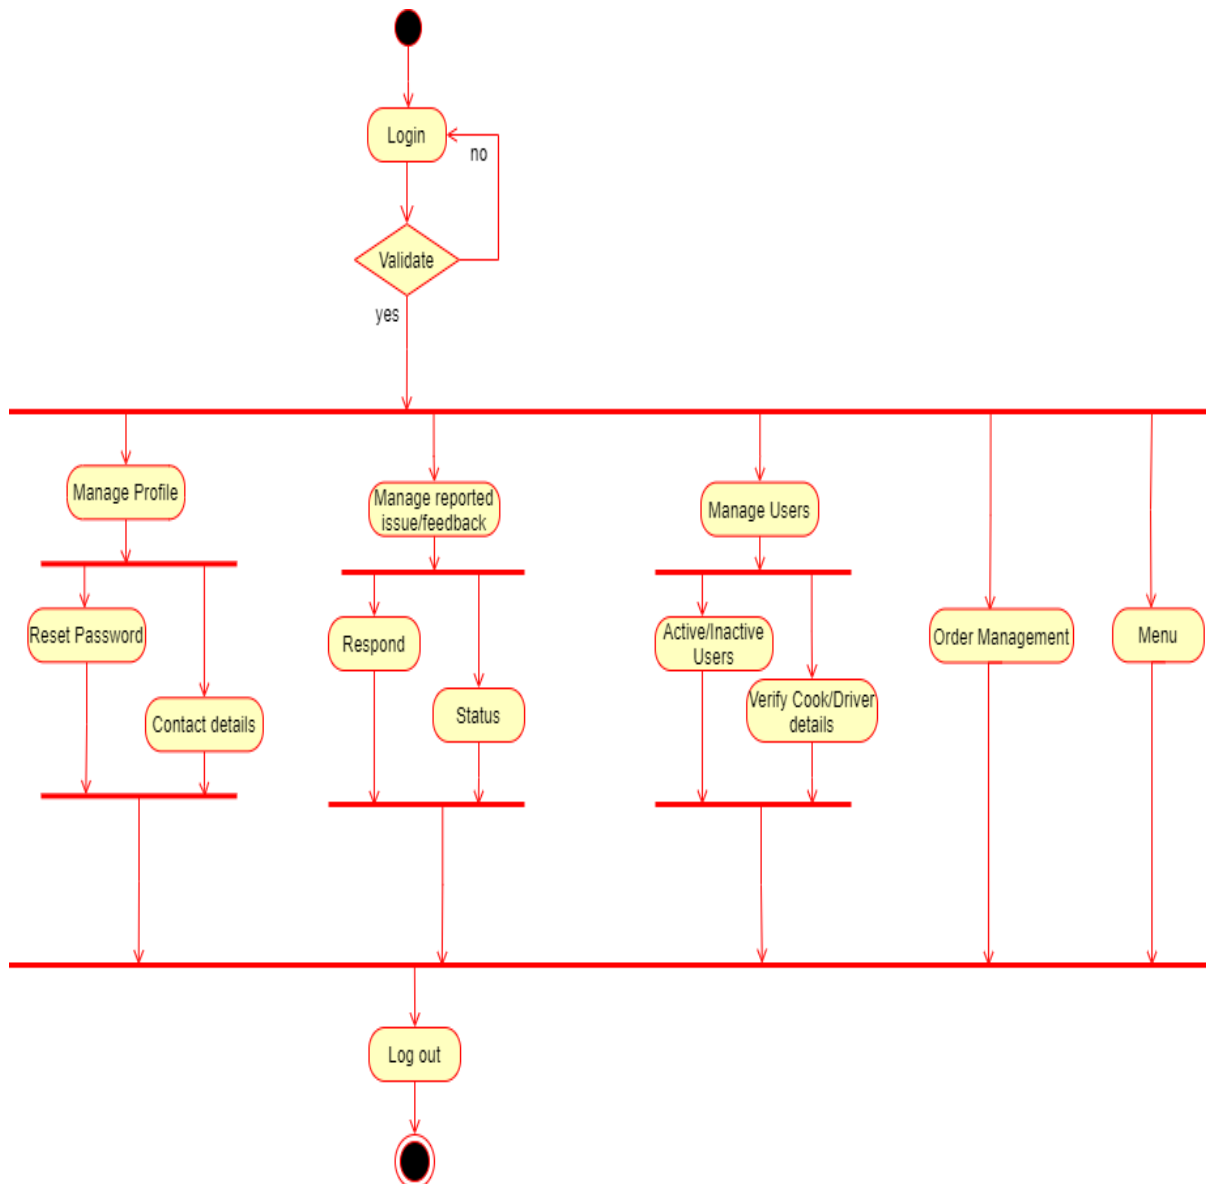 Login
no
Validate
yes
Manage Profile
Manage reported
issue/feedback
Manage Users
Reset Password
Contact details
Respond
Status
Active/Inactive
Users
Verify Cook/Driver
details
Order Management
Menu
Log out